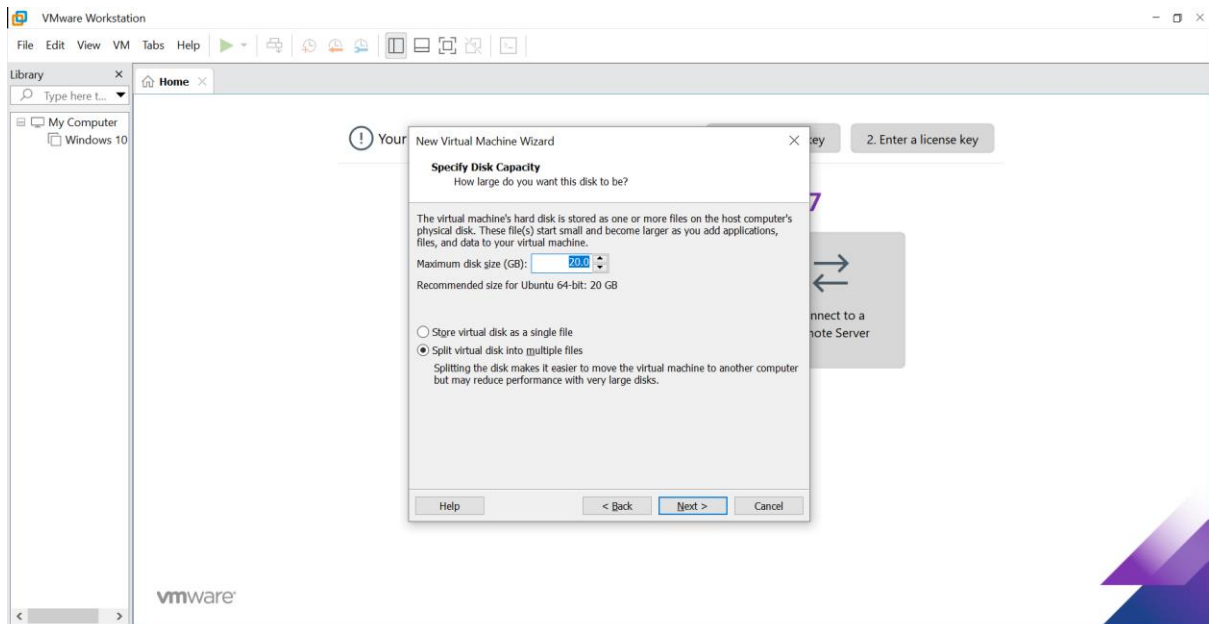 VMware Workstation
File Edit View VM Tabs Help
Library
Home
Type here t...
My Computer
Windows 10
Your
key
2. Enter a license key
7
New Virtual Machine Wizard
Specify Disk Capacity
How large do you want this disk to be?
The virtual machine's hard disk is stored as one or more files on the host computer's
physical disk. These file(s) start small and become larger as you add applications,
files, and data to your virtual machine.
Maximum disk size (GB): 20.0
Recommended size for Ubuntu 64-bit: 20 GB
Store virtual disk as a single file
Split virtual disk into multiple files
Splitting the disk makes it easier to move the virtual machine to another computer
but may reduce performance with very large disks.
Help < Back Next > Cancel
nnect to a
note Server
vmware